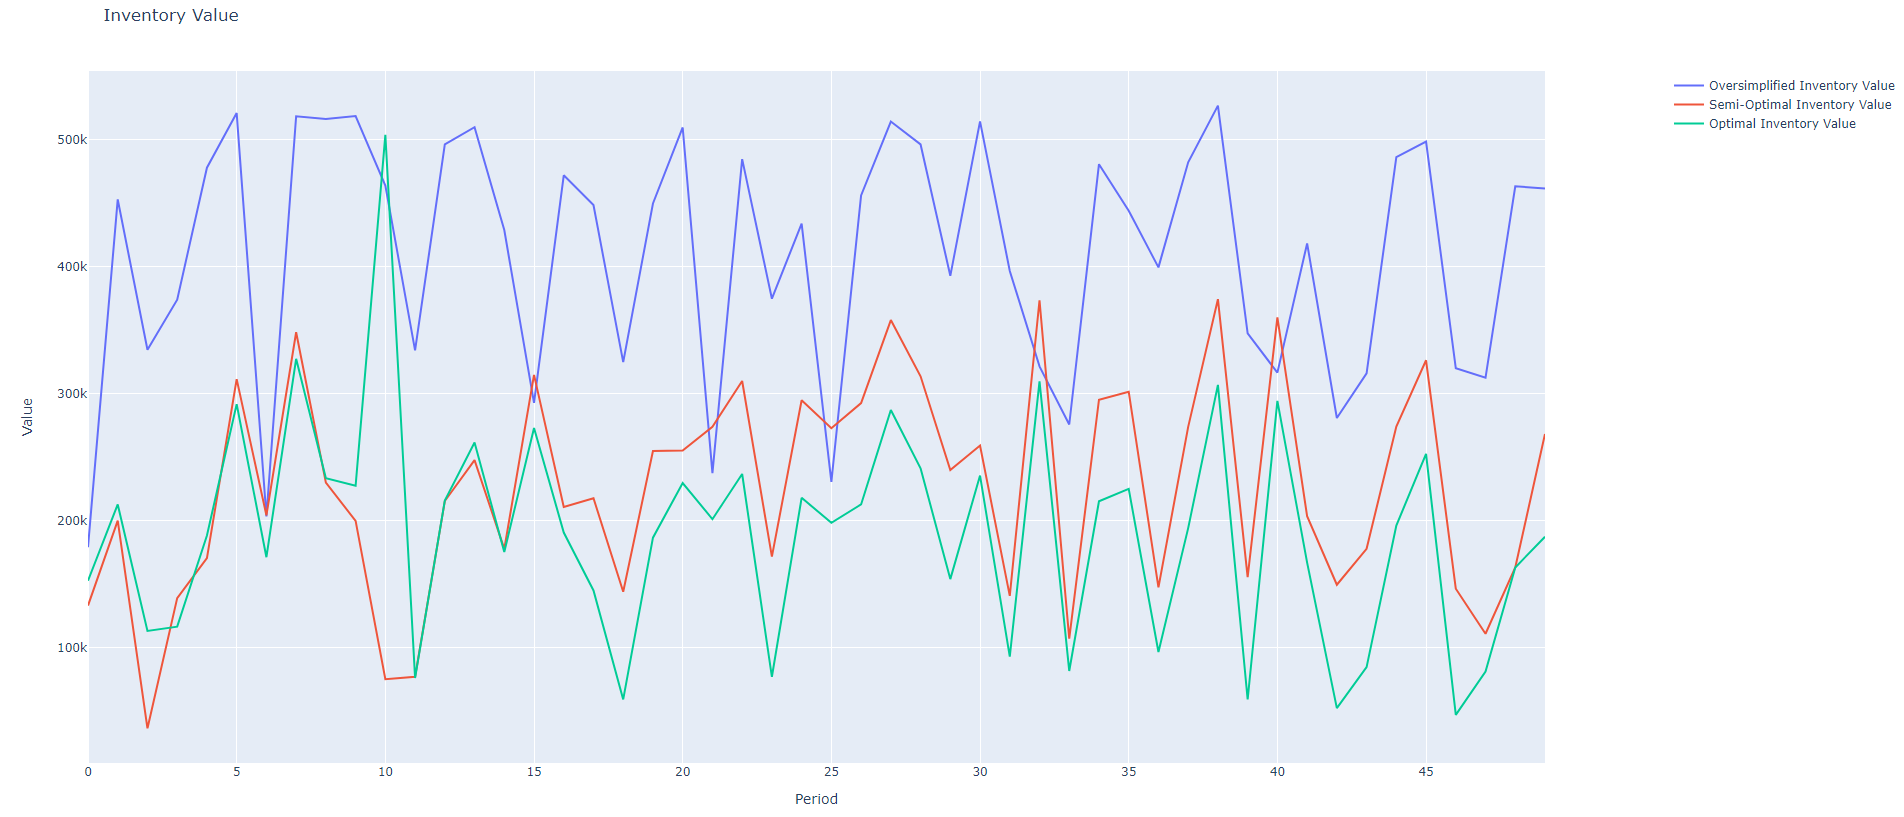 Inventory Value
Oversimplified Inventory Value
Semi-Optimal Inventory Value
Optimal Inventory Value
500k
400k
300k
200k
100k
Value
0 5 10 15 20 25 30 35 40 45
Period